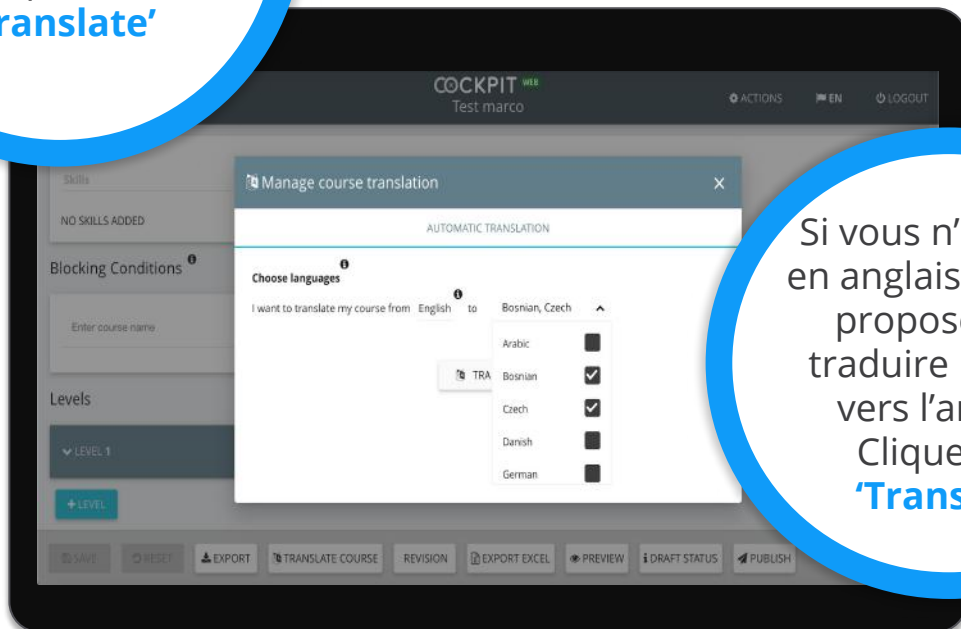 ranslate’
COCKPIT WEB
Test marco
ACTIONS
EN
LOGOUT
Skills
NO SKILLS ADDED
Blocking Conditions
Enter course name
Levels
LEVEL 1
+ LEVEL
Manage course translation
AUTOMATIC TRANSLATION
Choose languages
I want to translate my course from English to Bosnian, Czech
Arabic
TRA Bosnian
Czech
Danish
German
Si vous n’
en anglais
propos
traduire
vers l’a
Clique
‘Trans
SAVE
RESET
EXPORT
TRANSLATE COURSE
REVISION
EXPORT EXCEL
PREVIEW
DRAFT STATUS
PUBLISH